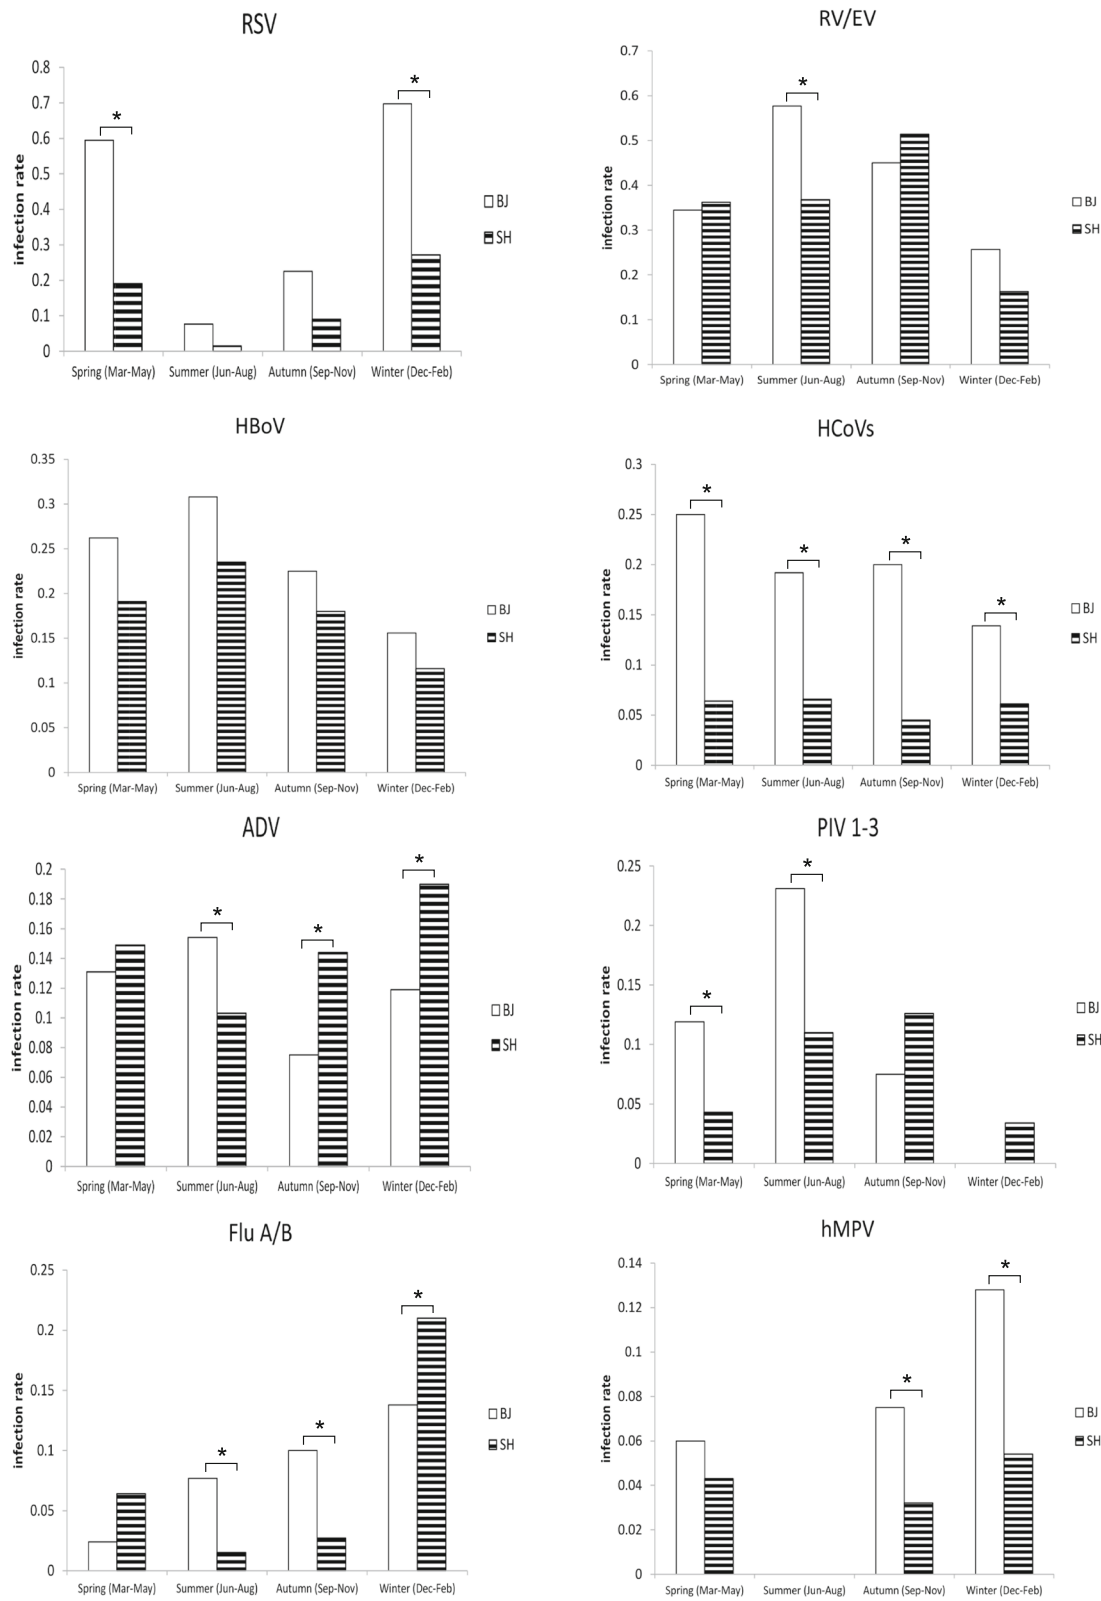 RSV
0.8
0.7
0.6
0.5
0.4
0.3
0.2
0.1
0
infection rate
* *
Spring (Mar-May) Summer (Jun-Aug) Autumn (Sep-Nov) Winter (Dec-Feb)
BJ
SH
RV/EV
0.7
0.6
0.5
0.4
0.3
0.2
0.1
0
infection rate
*
Spring (Mar-May) Summer (Jun-Aug) Autumn (Sep-Nov) Winter (Dec-Feb)
BJ
SH
HBoV
0.35
0.3
0.25
0.2
0.15
0.1
0.05
0
infection rate
Spring (Mar-May) Summer (Jun-Aug) Autumn (Sep-Nov) Winter (Dec-Feb)
BJ
SH
HCoVs
0.3
0.25
0.2
0.15
0.1
0.05
0
infection rate
* * * *
Spring (Mar-May) Summer (Jun-Aug) Autumn (Sep-Nov) Winter (Dec-Feb)
BJ
SH
ADV
0.2
0.18
0.16
0.14
0.12
0.1
0.08
0.06
0.04
0.02
0
infection rate
* * *
Spring (Mar-May) Summer (Jun-Aug) Autumn (Sep-Nov) Winter (Dec-Feb)
BJ
SH
PIV 1-3
0.25
0.2
0.15
0.1
0.05
0
infection rate
* *
Spring (Mar-May) Summer (Jun-Aug) Autumn (Sep-Nov) Winter (Dec-Feb)
BJ
SH
Flu A/B
0.25
0.2
0.15
0.1
0.05
0
infection rate
* * *
Spring (Mar-May) Summer (Jun-Aug) Autumn (Sep-Nov) Winter (Dec-Feb)
BJ
SH
hMPV
0.14
0.12
0.1
0.08
0.06
0.04
0.02
0
infection rate
* *
Spring (Mar-May) Summer (Jun-Aug) Autumn (Sep-Nov) Winter (Dec-Feb)
BJ
SH